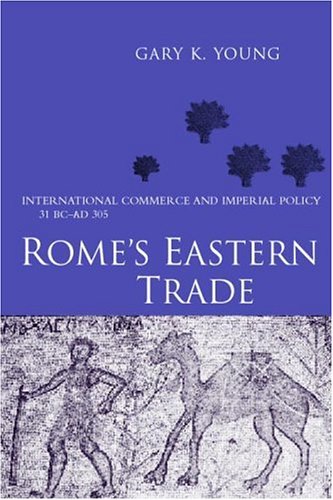 GARY K. YOUNG
INTERNATIONAL COMMERCE AND IMPERIAL POLICY
31 BC–AD 305
ROME'S EASTERN
TRADE